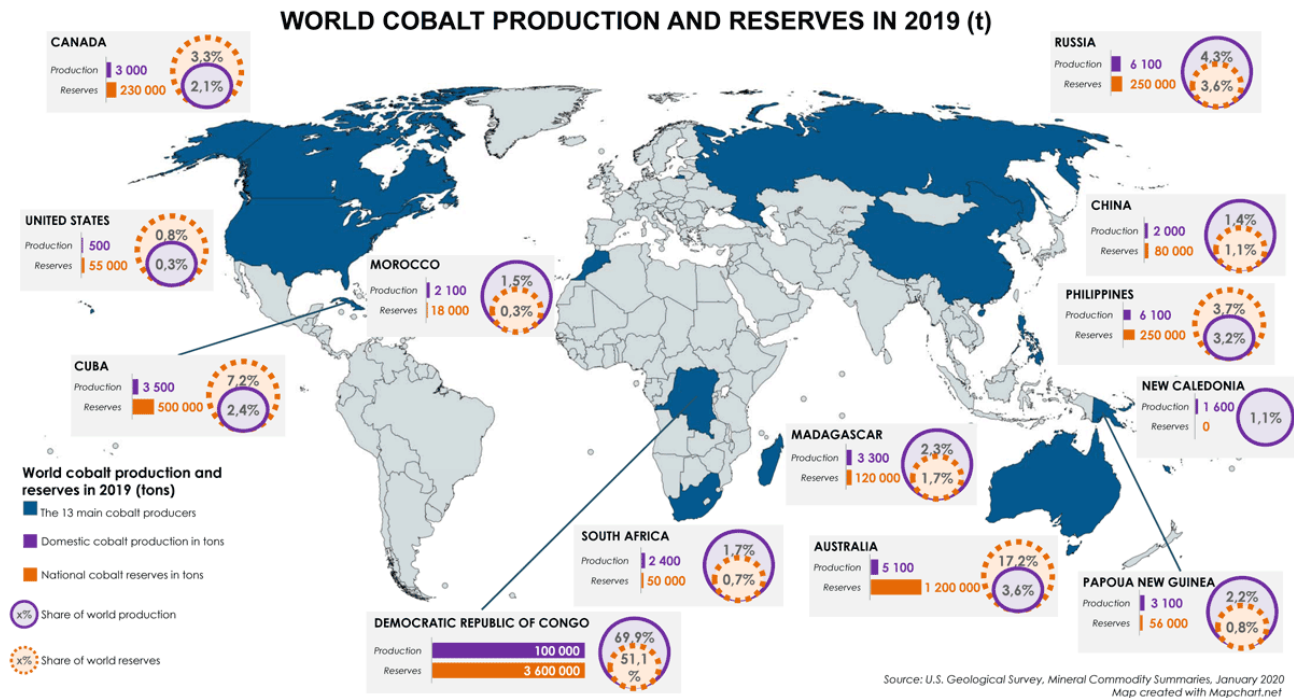 WORLD COBALT PRODUCTION AND RESERVES IN 2019 (t)
CANADA
Production 3 000
Reserves 230 000
3,3%
2,1%
RUSSIA
Production 6 100
Reserves 250 000
4,3%
3,6%
UNITED STATES
Production 500
Reserves 55 000
0,8%
0,3%
CHINA
Production 2 000
Reserves 80 000
1,4%
1,1%
MOROCCO
Production 2 100
Reserves 18 000
1,5%
0,3%
PHILIPPINES
Production 6 100
Reserves 250 000
3,7%
3,2%
CUBA
Production 3 500
Reserves 500 000
7,2%
2,4%
NEW CALEDONIA
Production 1 600
Reserves 0
1,1%
MADAGASCAR
Production 3 300
Reserves 120 000
2,3%
1,7%
World cobalt production and
reserves in 2019 (tons)
The 13 main cobalt producers
Domestic cobalt production in tons
National cobalt reserves in tons
x% Share of world production
x% Share of world reserves
SOUTH AFRICA
Production 2 400
Reserves 50 000
1,7%
0,7%
AUSTRALIA
Production 5 100
Reserves 1 200 000
17,2%
3,6%
PAPUA NEW GUINEA
Production 3 100
Reserves 56 000
2,2%
0,8%
DEMOCRATIC REPUBLIC OF CONGO
Production 100 000
Reserves 3 600 000
69,9%
51,1
%
Source: U.S. Geological Survey, Mineral Commodity Summaries, January 2020
Map created with Mapchart.net